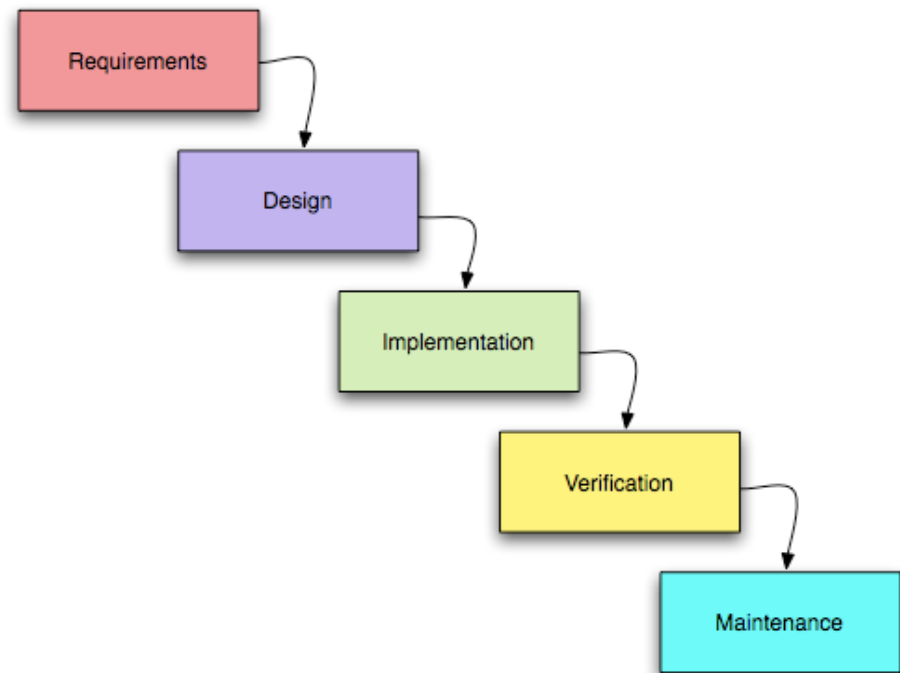 Requirements
Design
Implementation
Verification
Maintenance